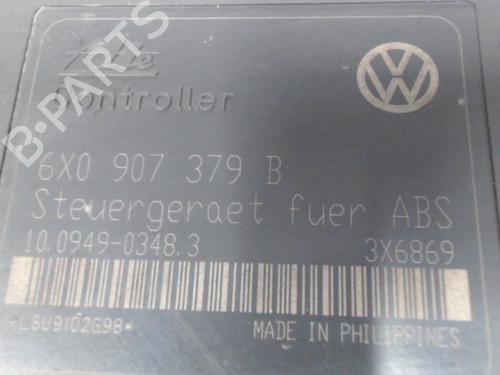 Ate
Controller
6X0 907 379 B
Steuergeraet fuer ABS
10.0949-0348.3 3X6869
*LSU9102G98*
MADE IN PHILIPPINES
B-PARTS